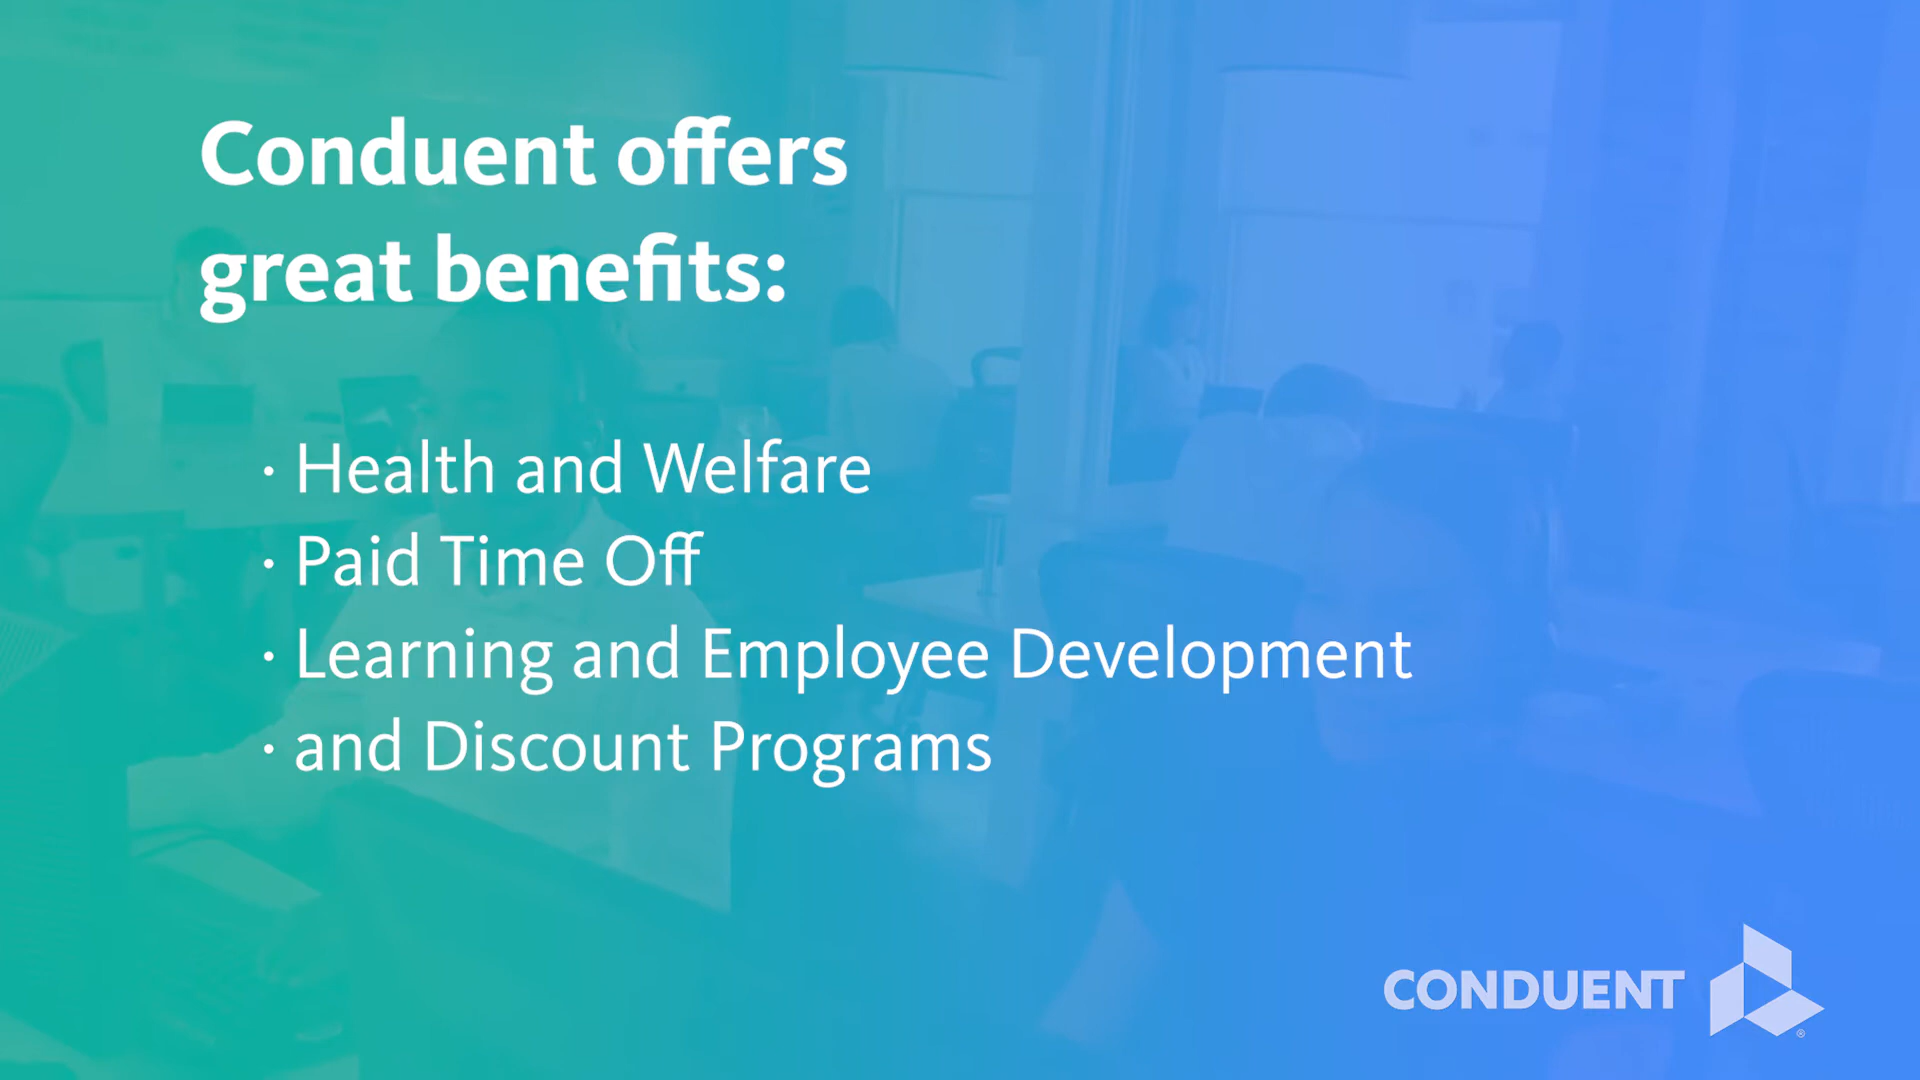 Conduent offers
great benefits:
· Health and Welfare
· Paid Time Off
· Learning and Employee Development
· and Discount Programs
CONDUENT
®